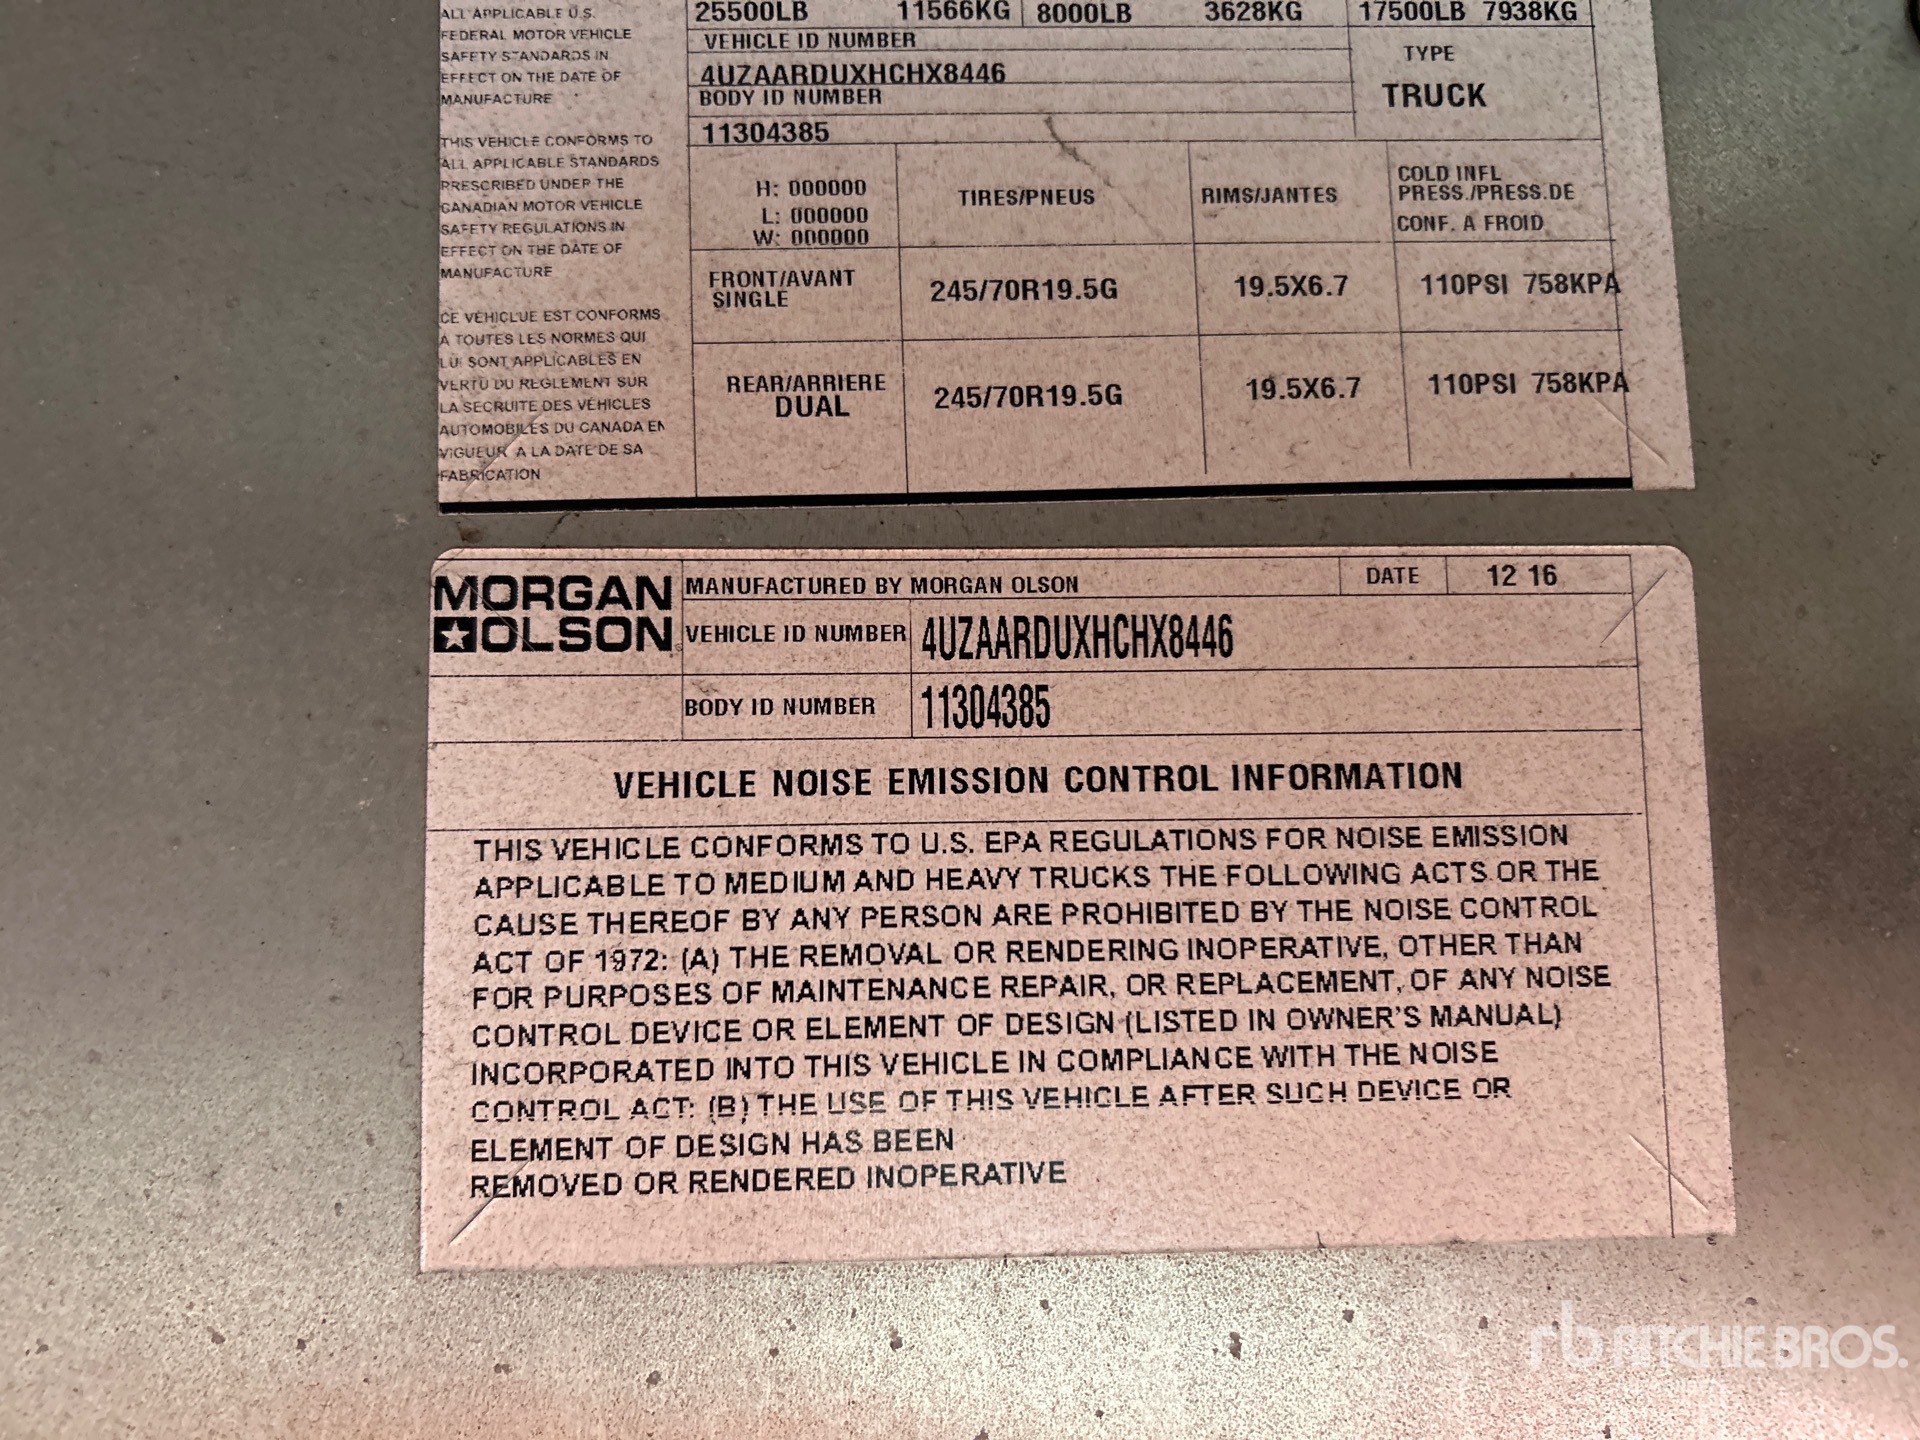 ALL APPLICABLE U.S.
FEDERAL MOTOR VEHICLE
SAFETY STANDARDS IN
EFFECT ON THE DATE OF
MANUFACTURE
THIS VEHICLE CONFORMS TO
ALL APPLICABLE STANDARDS
PRESCRIBED UNDER THE
CANADIAN MOTOR VEHICLE
SAFETY REGULATIONS IN
EFFECT ON THE DATE OF
MANUFACTURE
CE VEHICLUE EST CONFORMS
A TOUTES LES NORMES QUI
LUI SONT APPLICABLES EN
VERTU DU REGLEMENT SUR
LA SECRUITE DES VEHICLES
AUTOMOBILES DU CANADA EN
VIGUEUR A LA DATE DE SA
FABRICATION
25500LB 11566KG 8000LB 3628KG 17500LB 7938KG
VEHICLE ID NUMBER
4UZAARDUXHCHX8446
BODY ID NUMBER
11304385
TYPE
TRUCK
H: 000000
L: 000000
W: 000000
TIRES/PNEUS
RIMS/JANTES
COLD INFL
PRESS./PRESS.DE
CONF. A FROID
FRONT/AVANT
SINGLE
245/70R19.5G 19.5X6.7 110PSI 758KPA
REAR/ARRIERE
DUAL
245/70R19.5G 19.5X6.7 110PSI 758KPA
MORGAN
OLSON
MANUFACTURED BY MORGAN OLSON DATE 12 16
VEHICLE ID NUMBER 4UZAARDUXHCHX8446
BODY ID NUMBER 11304385
VEHICLE NOISE EMISSION CONTROL INFORMATION
THIS VEHICLE CONFORMS TO U.S. EPA REGULATIONS FOR NOISE EMISSION
APPLICABLE TO MEDIUM AND HEAVY TRUCKS THE FOLLOWING ACTS OR THE
CAUSE THEREOF BY ANY PERSON ARE PROHIBITED BY THE NOISE CONTROL
ACT OF 1972: (A) THE REMOVAL OR RENDERING INOPERATIVE, OTHER THAN
FOR PURPOSES OF MAINTENANCE REPAIR, OR REPLACEMENT, OF ANY NOISE
CONTROL DEVICE OR ELEMENT OF DESIGN (LISTED IN OWNER'S MANUAL)
INCORPORATED INTO THIS VEHICLE IN COMPLIANCE WITH THE NOISE
CONTROL ACT: (B) THE USE OF THIS VEHICLE AFTER SUCH DEVICE OR
ELEMENT OF DESIGN HAS BEEN
REMOVED OR RENDERED INOPERATIVE
rb RITCHIE BROS.